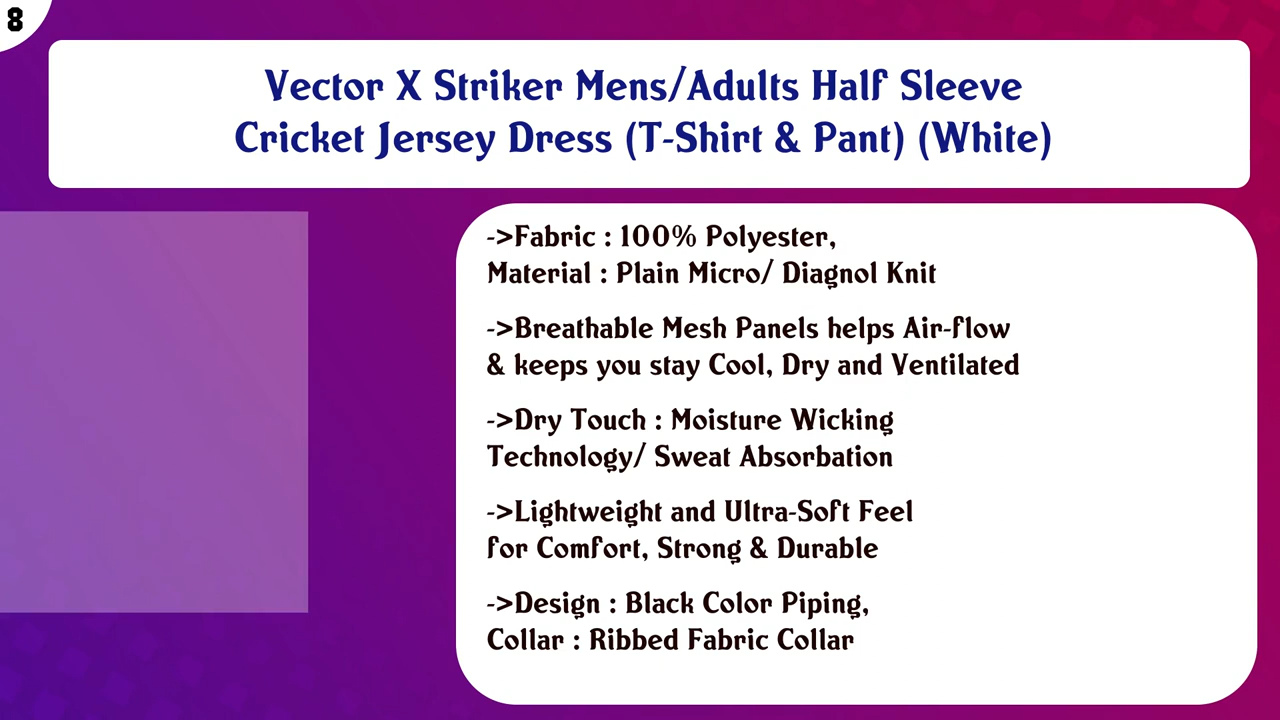 8
Vector X Striker Mens/Adults Half Sleeve
Cricket Jersey Dress (T-Shirt & Pant) (White)
->Fabric : 100% Polyester,
Material : Plain Micro/ Diagnol Knit
->Breathable Mesh Panels helps Air-flow
& keeps you stay Cool, Dry and Ventilated
->Dry Touch : Moisture Wicking
Technology/ Sweat Absorbation
->Lightweight and Ultra-Soft Feel
for Comfort, Strong & Durable
->Design : Black Color Piping,
Collar : Ribbed Fabric Collar